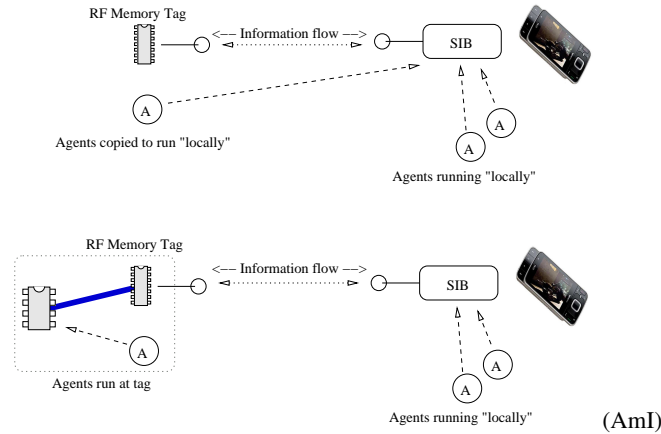 RF Memory Tag
<−− Information flow −−>
SIB
A
Agents copied to run "locally"
A
A
Agents running "locally"
RF Memory Tag
<−− Information flow −−>
SIB
A
Agents run at tag
A
A
Agents running "locally"
(AmI)